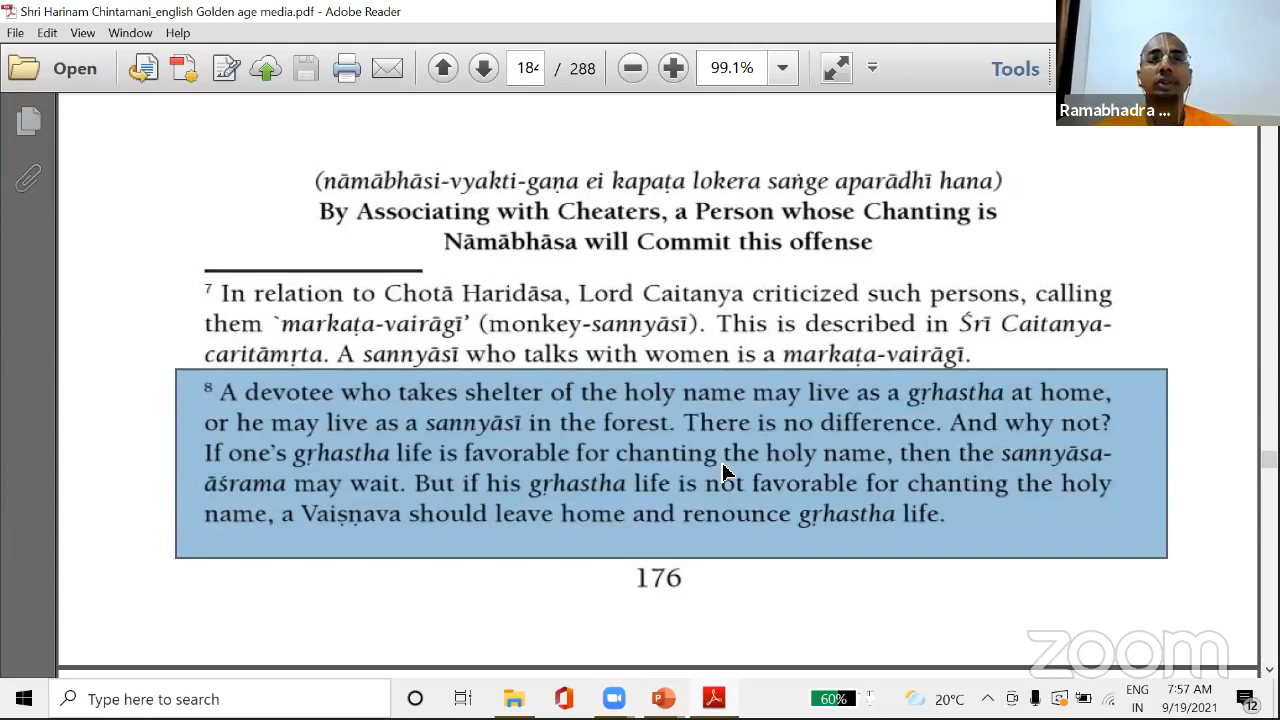 Shri Harinam Chintamani_english Golden age media.pdf - Adobe Reader
File Edit View Window Help
Open 184 / 288 99.1% Tools
Ramabhadra ...
(nāmābhāsi-vyakti-gaṇa ei kapaṭa lokera saṅge aparādhī hana)
By Associating with Cheaters, a Person whose Chanting is
Nāmābhāsa will Commit this offense
7 In relation to Chotā Haridāsa, Lord Caitanya criticized such persons, calling
them `markaṭa-vairāgī' (monkey-sannyāsī). This is described in Śrī Caitanya-
caritāmṛta. A sannyāsī who talks with women is a markaṭa-vairāgī.
8 A devotee who takes shelter of the holy name may live as a gṛhastha at home,
or he may live as a sannyāsī in the forest. There is no difference. And why not?
If one's gṛhastha life is favorable for chanting the holy name, then the sannyāsa-
āśrama may wait. But if his gṛhastha life is not favorable for chanting the holy
name, a Vaiṣṇava should leave home and renounce gṛhastha life.
176
zoom
Type here to search 60% 20°C ENG 7:57 AM
IN 9/19/2021 12